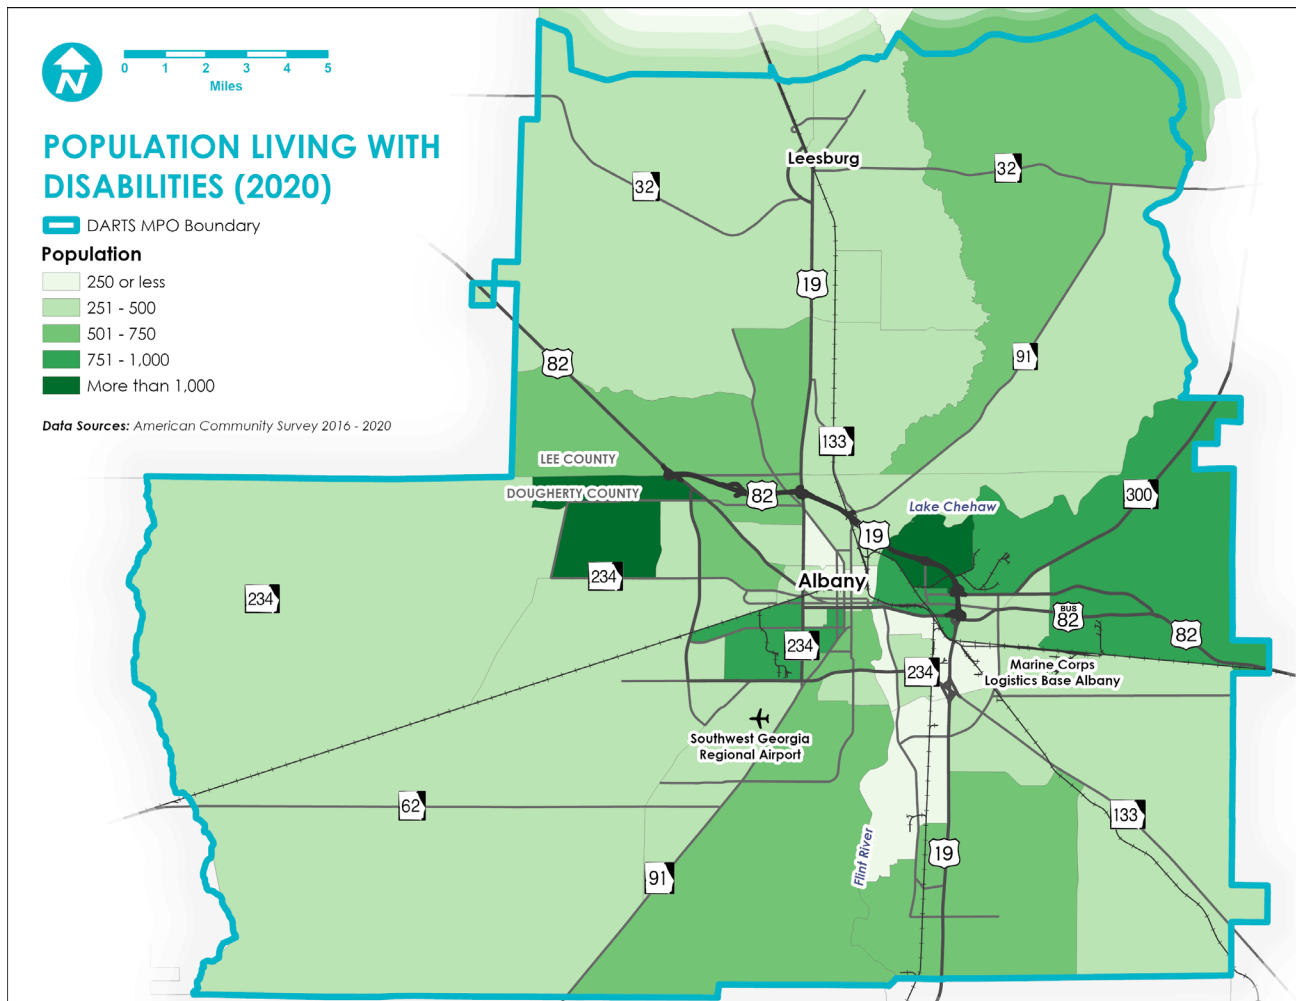 N
0 1 2 3 4 5
Miles
POPULATION LIVING WITH
DISABILITIES (2020)
DARTS MPO Boundary
Population
250 or less
251 - 500
501 - 750
751 - 1,000
More than 1,000
Data Sources: American Community Survey 2016 - 2020
Leesburg
32
32
19
82
91
133
LEE COUNTY
DOUGHERTY COUNTY
82
300
Lake Chehaw
19
234
234
Albany
BUS
82
82
234
234
Marine Corps
Logistics Base Albany
Southwest Georgia
Regional Airport
62
133
19
Flint River
91